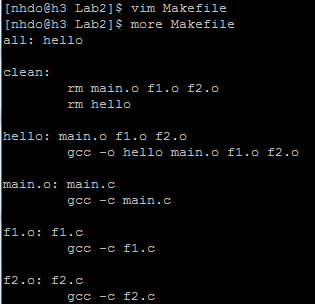 [nhdo@h3 Lab2]$ vim Makefile
[nhdo@h3 Lab2]$ more Makefile
all: hello
clean:
        rm main.o f1.o f2.o
        rm hello
hello: main.o f1.o f2.o
        gcc -o hello main.o f1.o f2.o
main.o: main.c
        gcc -c main.c
f1.o: f1.c
        gcc -c f1.c
f2.o: f2.c
        gcc -c f2.c